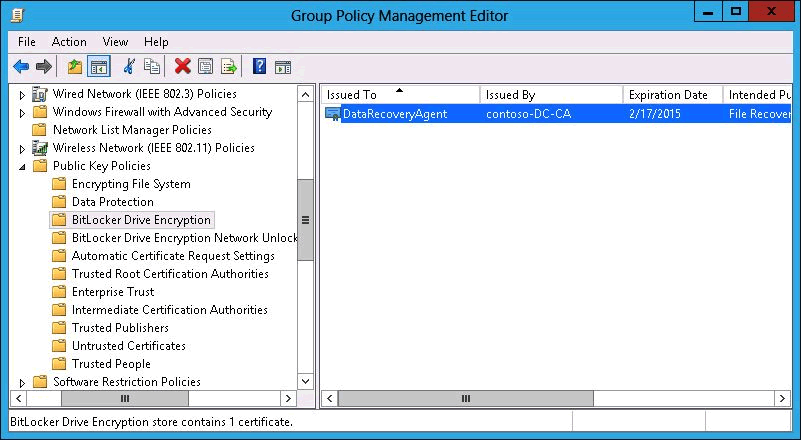 Group Policy Management Editor
File Action View Help
Wired Network (IEEE 802.3) Policies
Windows Firewall with Advanced Security
Network List Manager Policies
Wireless Network (IEEE 802.11) Policies
Public Key Policies
Encrypting File System
Data Protection
BitLocker Drive Encryption
BitLocker Drive Encryption Network Unlock
Automatic Certificate Request Settings
Trusted Root Certification Authorities
Enterprise Trust
Intermediate Certification Authorities
Trusted Publishers
Untrusted Certificates
Trusted People
Software Restriction Policies
Issued To Issued By Expiration Date Intended Pu
DataRecoveryAgent contoso-DC-CA 2/17/2015 File Recover
BitLocker Drive Encryption store contains 1 certificate.